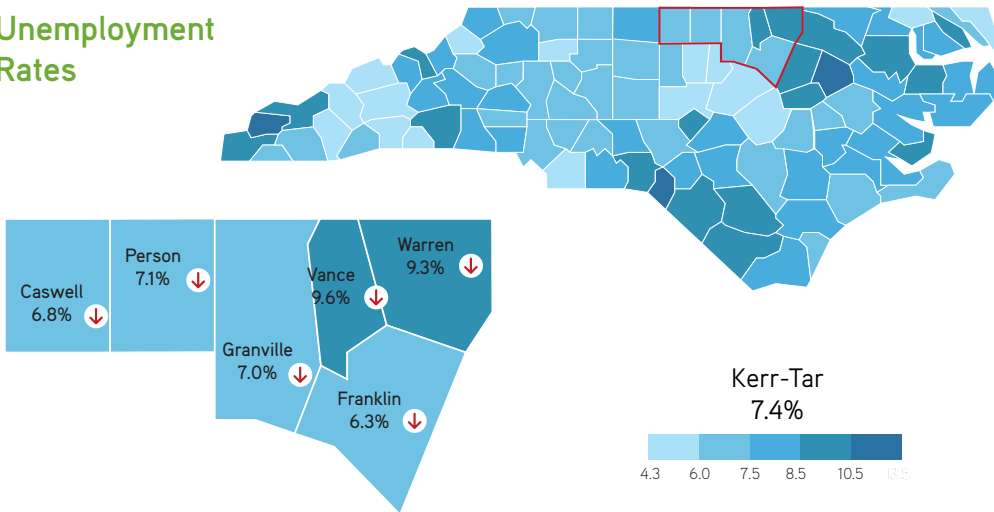 Unemployment
Rates
Caswell
6.8%
Person
7.1%
Granville
7.0%
Vance
9.6%
Warren
9.3%
Franklin
6.3%
Kerr-Tar
7.4%
4.3 6.0 7.5 8.5 10.5